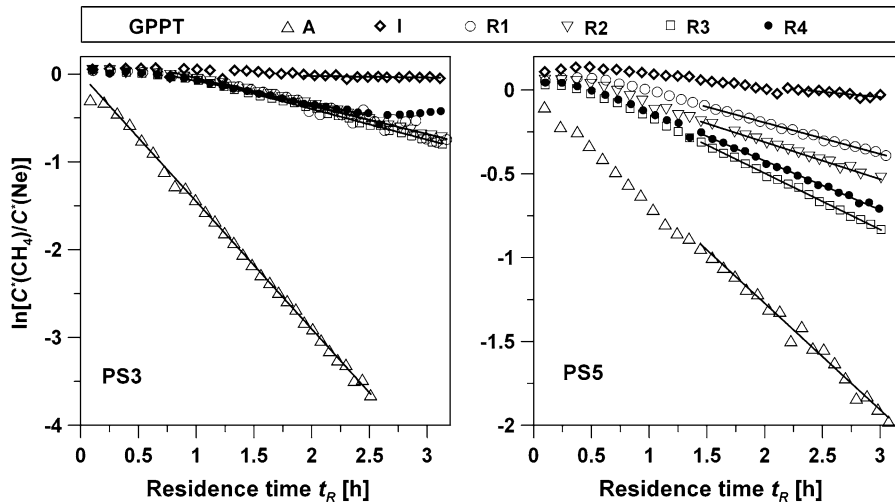 GPPT A I R1 R2 R3 R4
ln[C*(CH4)/C*(Ne)]
0
-1
-2
-3
-4
PS3
0 0.5 1 1.5 2 2.5 3
Residence time tR [h]
0
-0.5
-1
-1.5
-2
PS5
0 0.5 1 1.5 2 2.5 3
Residence time tR [h]